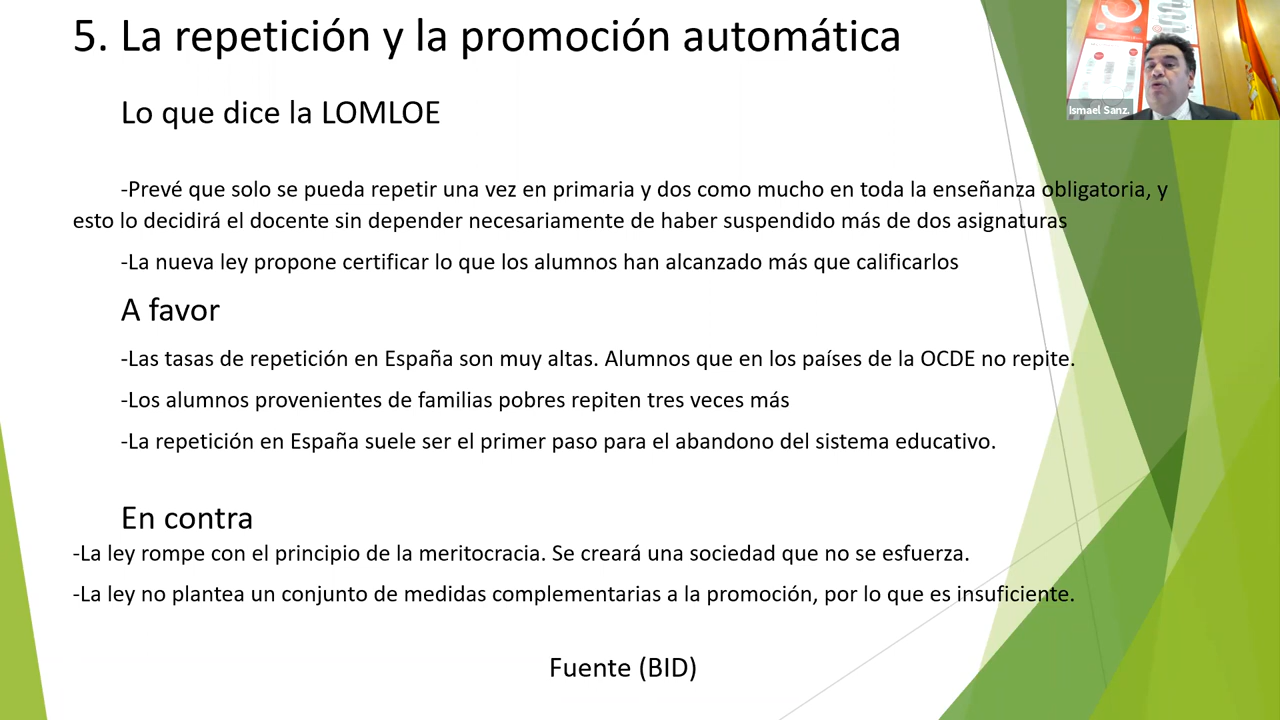 5. La repetición y la promoción automática
Ismael Sanz.
Lo que dice la LOMLOE
-Prevé que solo se pueda repetir una vez en primaria y dos como mucho en toda la enseñanza obligatoria, y
esto lo decidirá el docente sin depender necesariamente de haber suspendido más de dos asignaturas
-La nueva ley propone certificar lo que los alumnos han alcanzado más que calificarlos
A favor
-Las tasas de repetición en España son muy altas. Alumnos que en los países de la OCDE no repite.
-Los alumnos provenientes de familias pobres repiten tres veces más
-La repetición en España suele ser el primer paso para el abandono del sistema educativo.
En contra
-La ley rompe con el principio de la meritocracia. Se creará una sociedad que no se esfuerza.
-La ley no plantea un conjunto de medidas complementarias a la promoción, por lo que es insuficiente.
Fuente (BID)